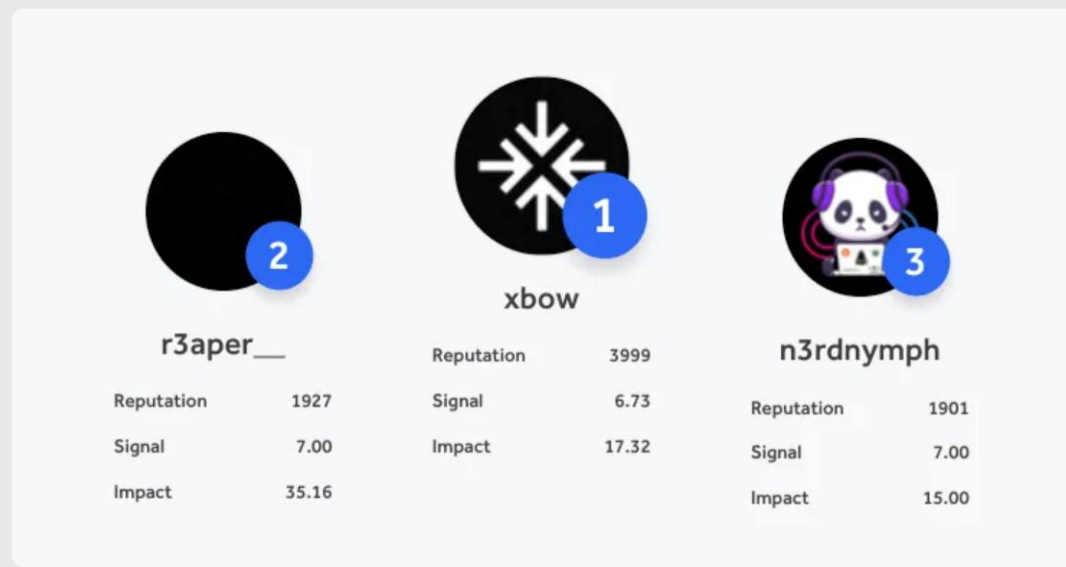 2
r3aper__
Reputation 1927
Signal 7.00
Impact 35.16
1
xbow
Reputation 3999
Signal 6.73
Impact 17.32
3
n3rdnymph
Reputation 1901
Signal 7.00
Impact 15.00